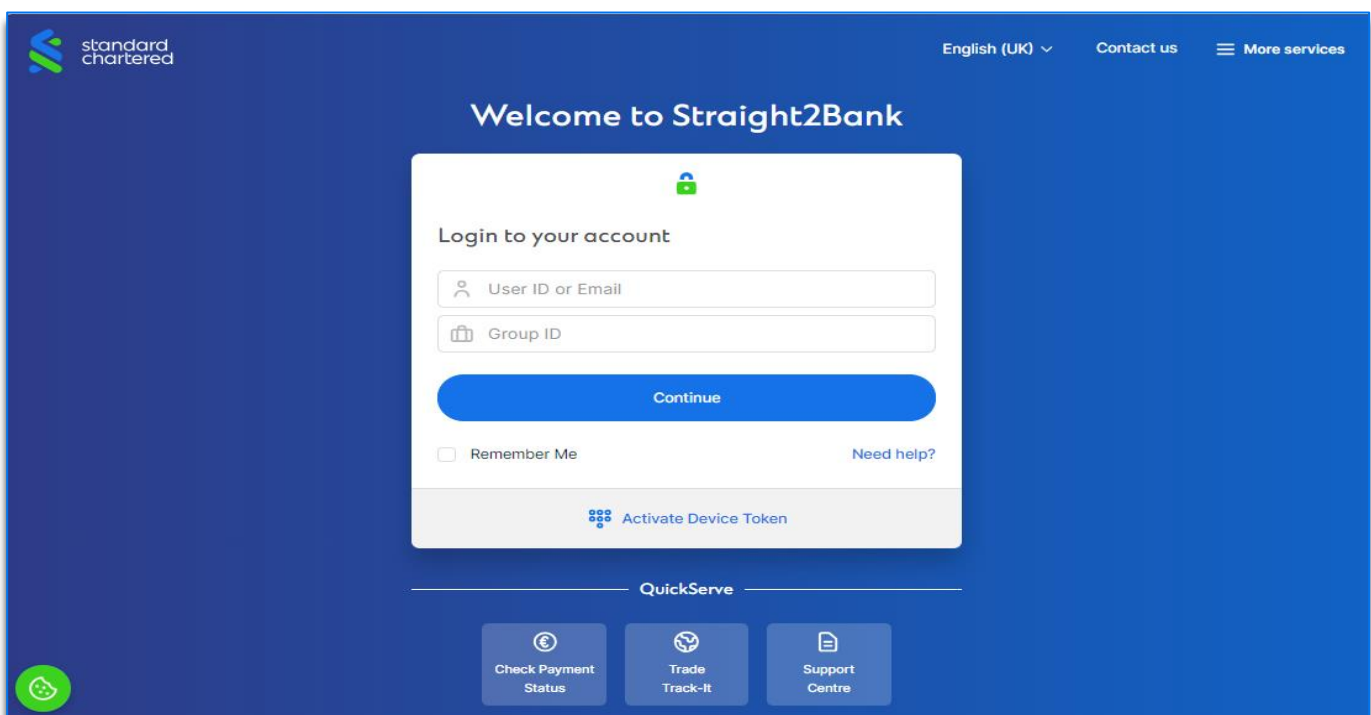 standard
chartered
English (UK)
Contact us
More services
Welcome to Straight2Bank
Login to your account
User ID or Email
Group ID
Continue
Remember Me
Need help?
Activate Device Token
QuickServe
Check Payment
Status
Trade
Track-It
Support
Centre